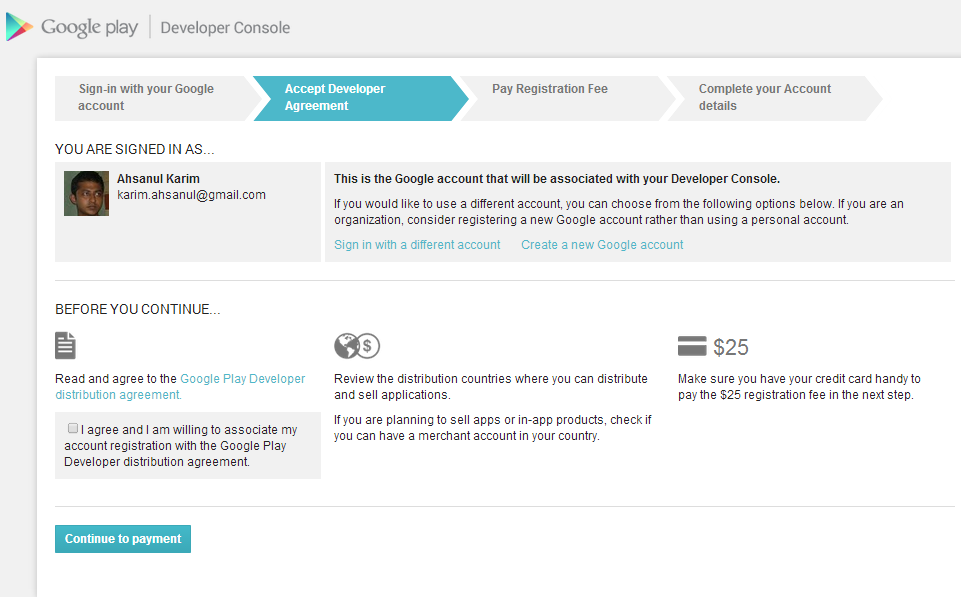 Google play | Developer Console
Sign-in with your Google
account
Accept Developer
Agreement
Pay Registration Fee
Complete your Account
details
YOU ARE SIGNED IN AS...
Ahsanul Karim
karim.ahsanul@gmail.com
This is the Google account that will be associated with your Developer Console.
If you would like to use a different account, you can choose from the following options below. If you are an
organization, consider registering a new Google account rather than using a personal account.
Sign in with a different account Create a new Google account
BEFORE YOU CONTINUE...
Read and agree to the Google Play Developer
distribution agreement.
I agree and I am willing to associate my
account registration with the Google Play
Developer distribution agreement.
$
Review the distribution countries where you can distribute
and sell applications.
If you are planning to sell apps or in-app products, check if
you can have a merchant account in your country.
$25
Make sure you have your credit card handy to
pay the $25 registration fee in the next step.
Continue to payment